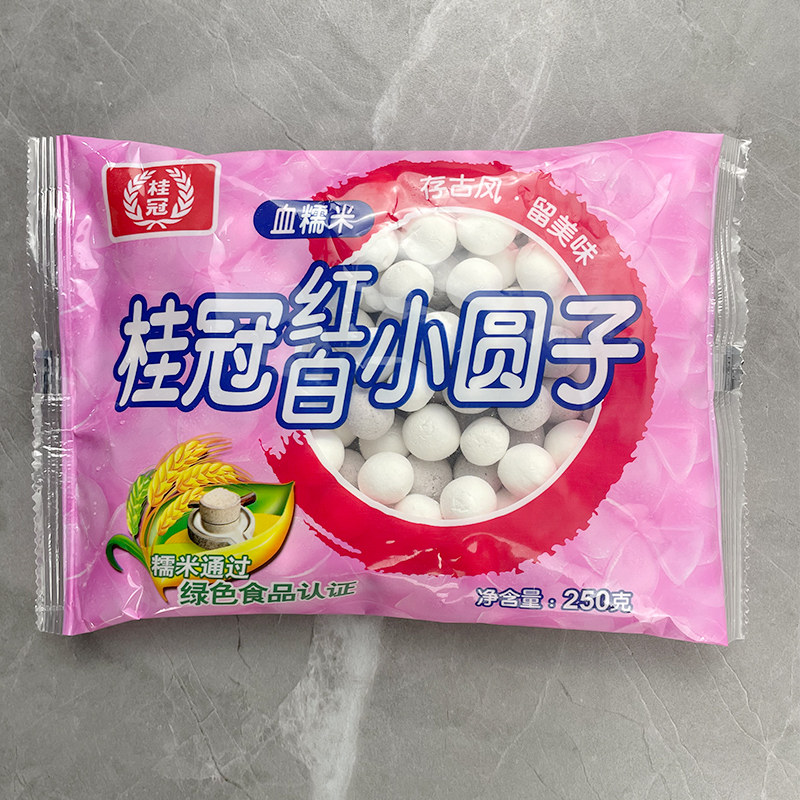 桂冠
血糯米
存古风·留美味
桂冠红白小圆子
糯米通过
绿色食品认证
净含量：250克